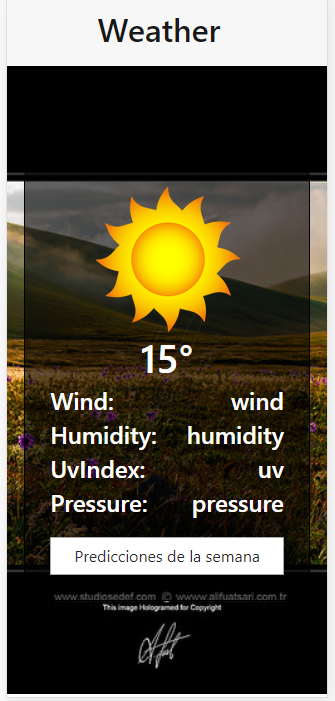 Weather
15°
Wind: wind
Humidity: humidity
UvIndex: uv
Pressure: pressure
Predicciones de la semana
www.studiosedef.com © www.alifuatsari.com.tr
This image Hologramed for Copyright